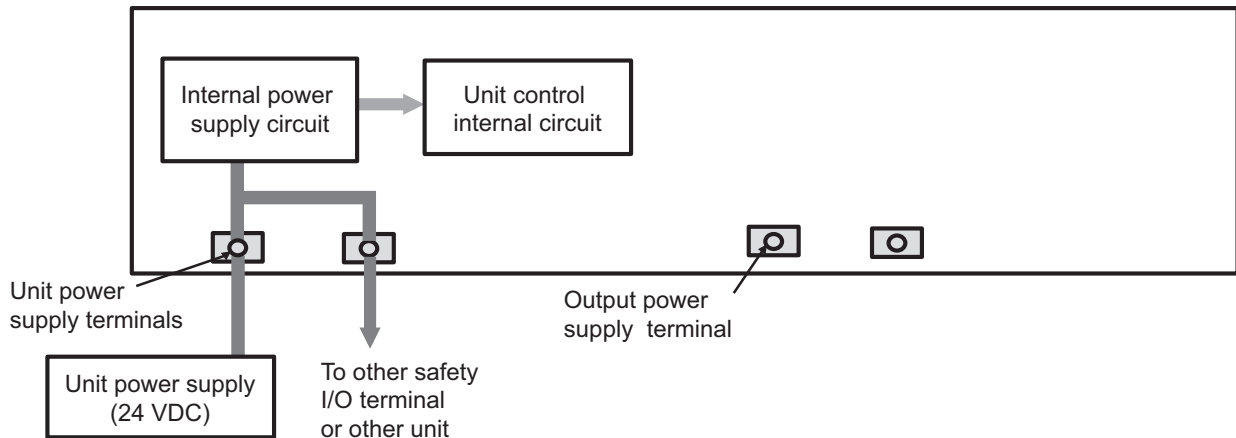 Internal power
supply circuit
Unit control
internal circuit
Unit power
supply terminals
Output power
supply terminal
Unit power supply
(24 VDC)
To other safety
I/O terminal
or other unit